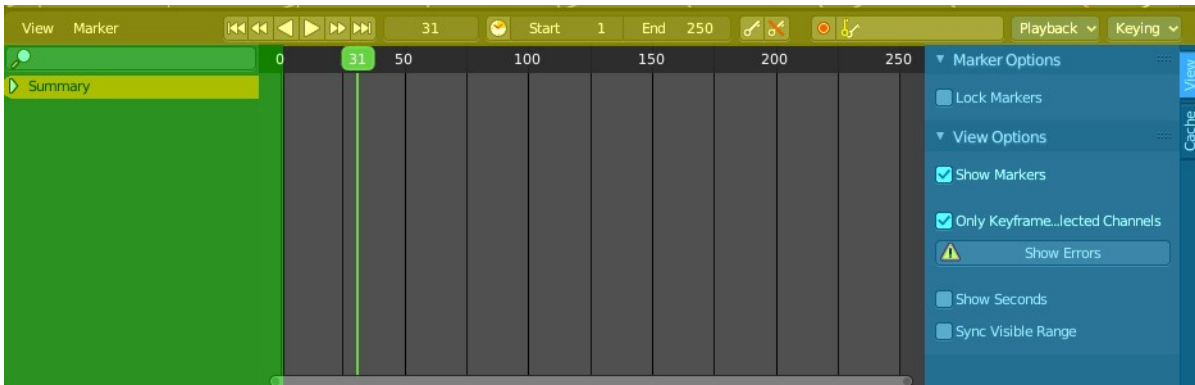 View Marker 31 Start 1 End 250 Playback Keying
0 31 50 100 150 200 250
Summary
Marker Options
Lock Markers
View Options
Show Markers
Only Keyframe...lected Channels
Show Errors
Show Seconds
Sync Visible Range
View
Cache